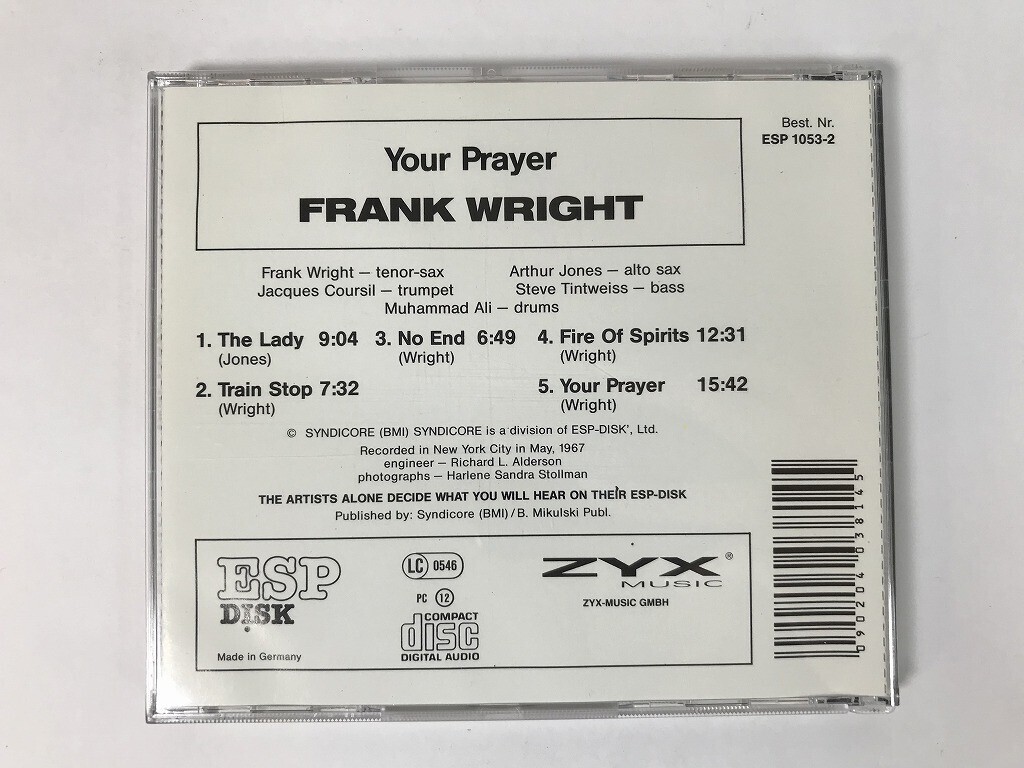 Best. Nr.
ESP 1053-2
Your Prayer
FRANK WRIGHT
Frank Wright – tenor-sax Arthur Jones – alto sax
Jacques Coursil – trumpet Steve Tintweiss – bass
Muhammad Ali – drums
1. The Lady 9:04 3. No End 6:49 4. Fire Of Spirits 12:31
(Jones) (Wright) (Wright)
2. Train Stop 7:32 5. Your Prayer 15:42
(Wright) (Wright)
© SYNDICORE (BMI) SYNDICORE is a division of ESP-DISK', Ltd.
Recorded in New York City in May, 1967
engineer – Richard L. Alderson
photographs – Harlene Sandra Stollman
THE ARTISTS ALONE DECIDE WHAT YOU WILL HEAR ON THEIR ESP-DISK
Published by: Syndicore (BMI) / B. Mikulski Publ.
ESP
DISK
Made in Germany
LC 0546
PC 12
COMPACT
disc
DIGITAL AUDIO
ZYX ®
MUSIC
ZYX-MUSIC GMBH
090204 038145